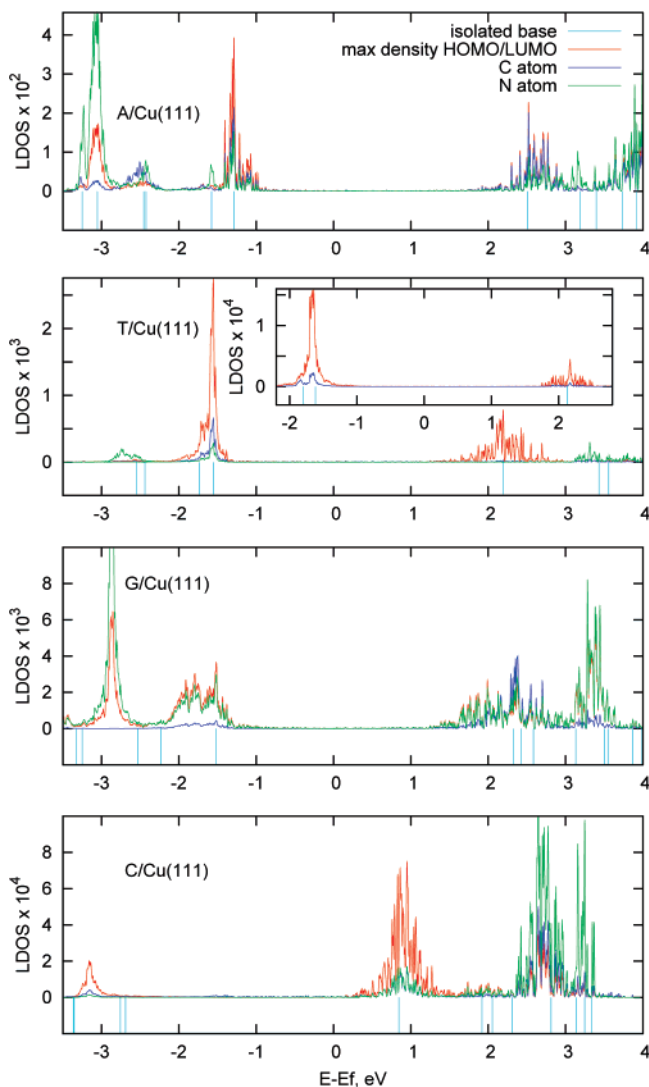 isolated base
max density HOMO/LUMO
C atom
N atom
A/Cu(111)
LDOS x 10^2
4
3
2
1
0
-3 -2 -1 0 1 2 3 4
T/Cu(111)
LDOS x 10^3
2
1
0
LDOS x 10^4
1
0
-2 -1 0 1 2
-3 -2 -1 0 1 2 3 4
G/Cu(111)
LDOS x 10^3
8
6
4
2
0
-3 -2 -1 0 1 2 3 4
C/Cu(111)
LDOS x 10^4
8
6
4
2
0
-3 -2 -1 0 1 2 3 4
E-Ef, eV